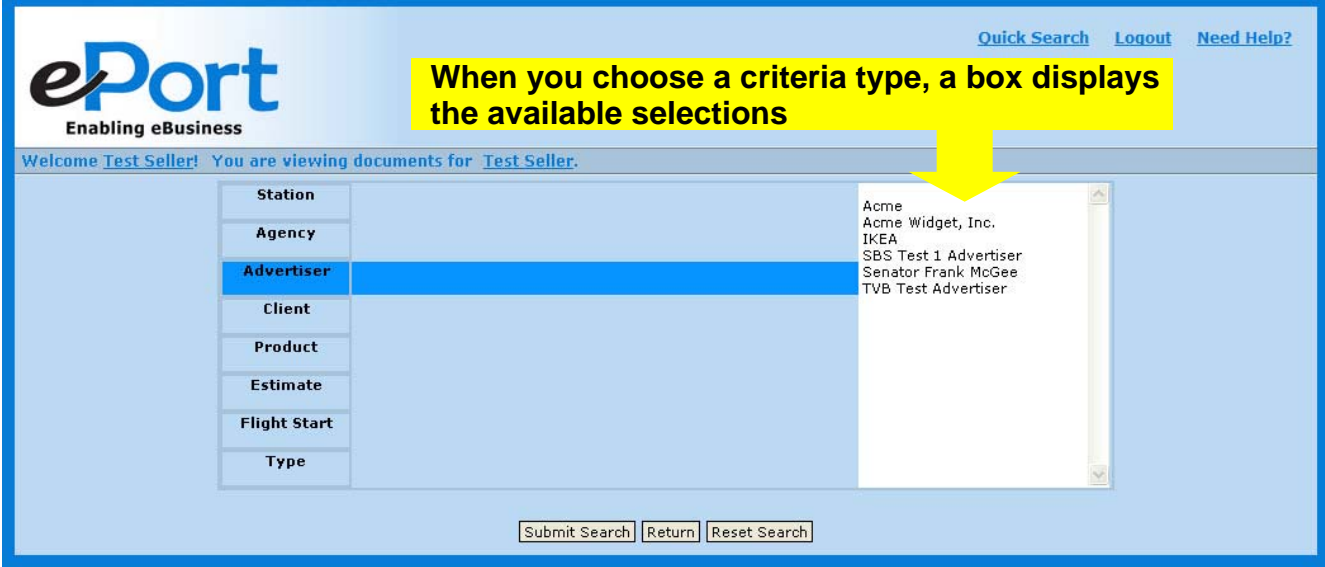 Quick Search Logout Need Help?
ePort
Enabling eBusiness
When you choose a criteria type, a box displays
the available selections
Welcome Test Seller! You are viewing documents for Test Seller.
Station
Agency
Advertiser
Client
Product
Estimate
Flight Start
Type
Acme
Acme Widget, Inc.
IKEA
SBS Test 1 Advertiser
Senator Frank McGee
TVB Test Advertiser
Submit Search Return Reset Search